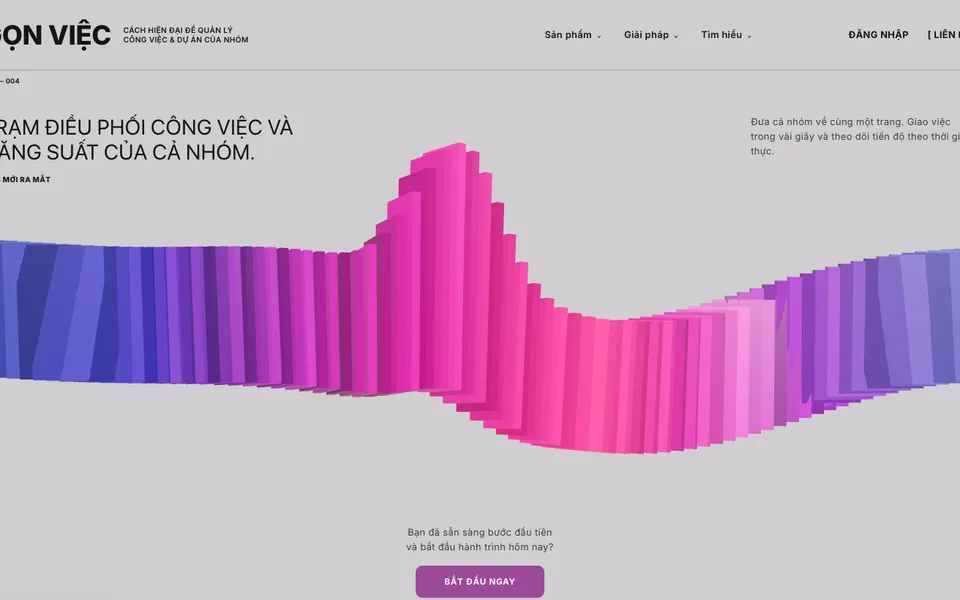 GỌN VIỆC
CÁCH HIỆN ĐẠI ĐỂ QUẢN LÝ
CÔNG VIỆC & DỰ ÁN CỦA NHÓM
Sản phẩm
Giải pháp
Tìm hiểu
ĐĂNG NHẬP
[ LIÊN
— 004
TRẠM ĐIỀU PHỐI CÔNG VIỆC VÀ
NĂNG SUẤT CỦA CẢ NHÓM.
MỚI RA MẮT
Đưa cả nhóm về cùng một trang. Giao việc
trong vài giây và theo dõi tiến độ theo thời gi
thực.
Bạn đã sẵn sàng bước đầu tiên
và bắt đầu hành trình hôm nay?
BẮT ĐẦU NGAY